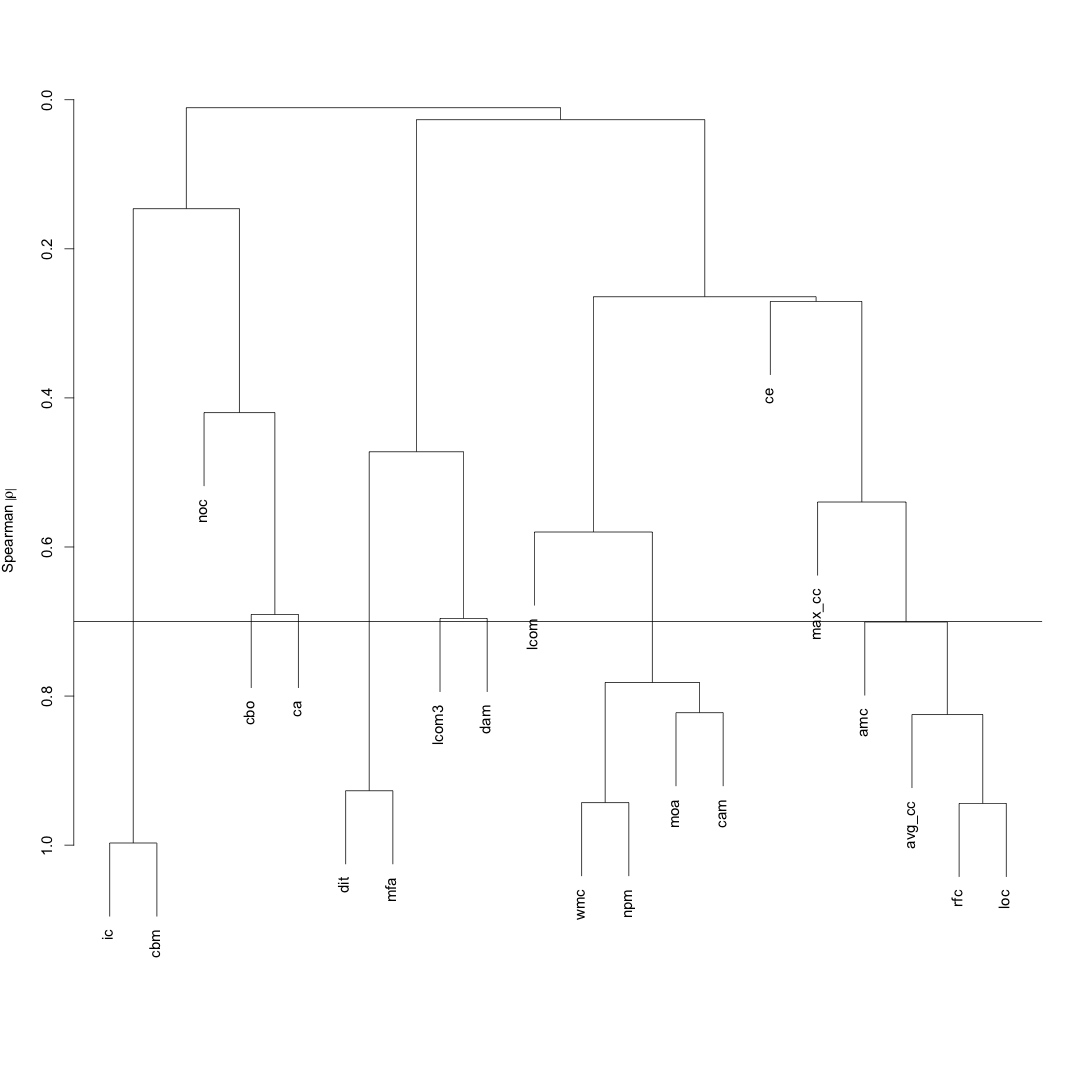 0.0
0.2
0.4
0.6
0.8
1.0
Spearman |ρ|
ce
noc
max_cc
lcom
cbo
ca
lcom3
dam
amc
moa
cam
avg_cc
dit
mfa
wmc
npm
rfc
loc
ic
cbm